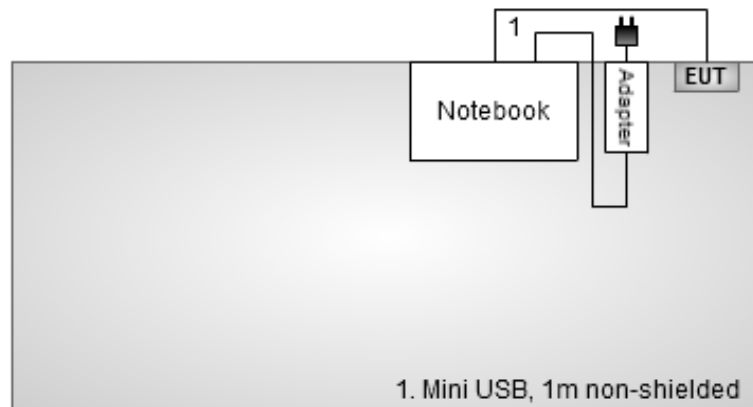 1
Notebook
Adapter
EUT
1. Mini USB, 1m non-shielded